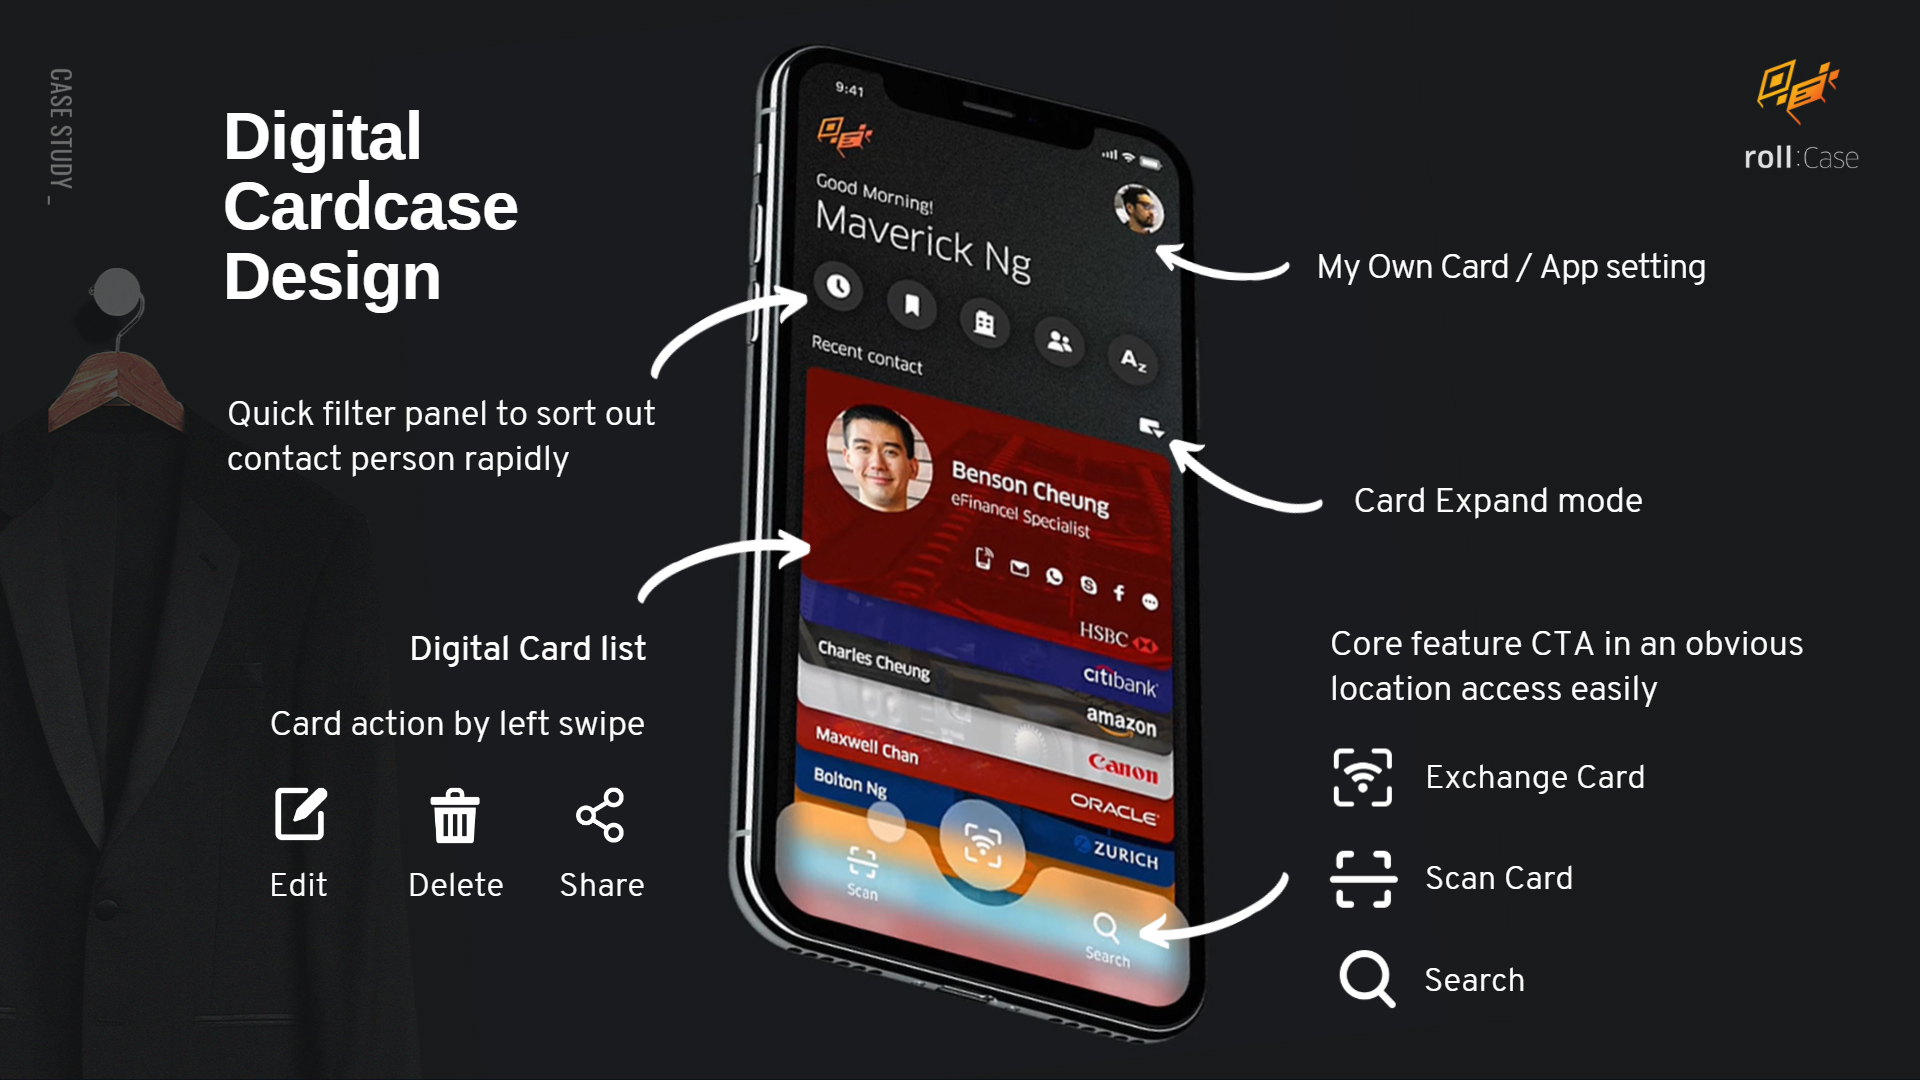 CASE STUDY _
Digital
Cardcase
Design
Quick filter panel to sort out
contact person rapidly
Digital Card list
Card action by left swipe
Edit
Delete
Share
9:41
Good Morning!
Maverick Ng
Az
Recent contact
Benson Cheung
eFinancel Specialist
HSBC
citibank
Charles Cheung
amazon
Canon
Maxwell Chan
ORACLE
Bolton Ng
ZURICH
Scan
Search
roll:Case
My Own Card / App setting
Card Expand mode
Core feature CTA in an obvious
location access easily
Exchange Card
Scan Card
Search